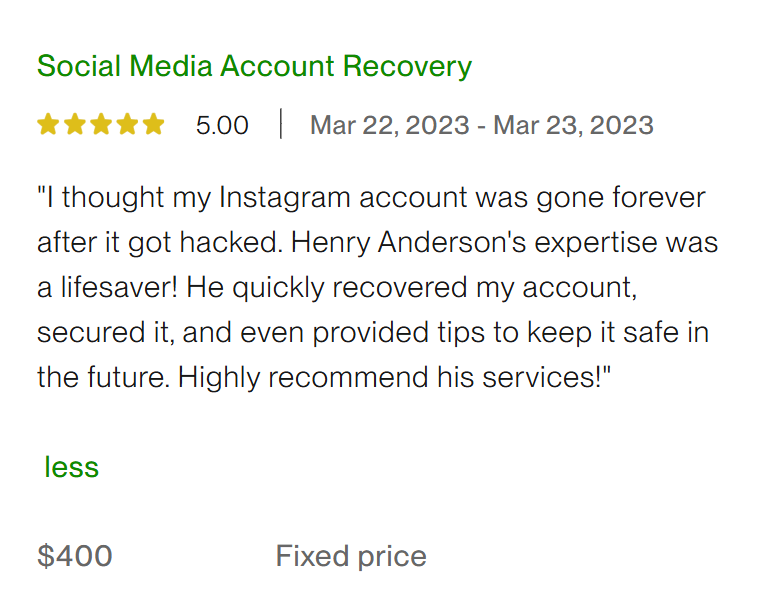 Social Media Account Recovery
5.00 | Mar 22, 2023 - Mar 23, 2023
"I thought my Instagram account was gone forever
after it got hacked. Henry Anderson's expertise was
a lifesaver! He quickly recovered my account,
secured it, and even provided tips to keep it safe in
the future. Highly recommend his services!"
less
$400 Fixed price